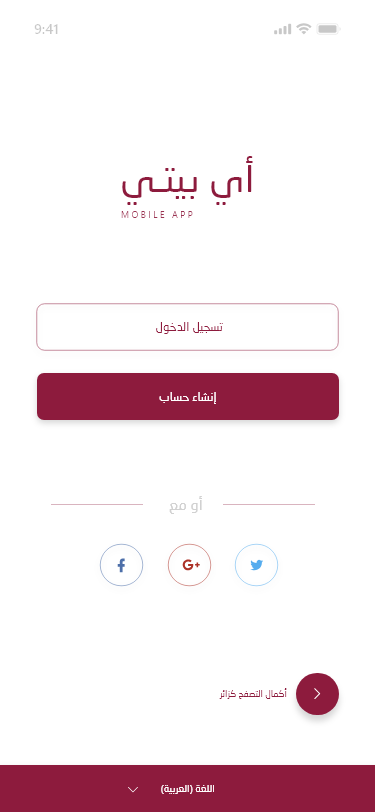 9:41
أي بيتي
MOBILE APP
تسجيل الدخول
إنشاء حساب
أو مع
f
G+
أكمال التصفح كزائر
اللغة (العربية)